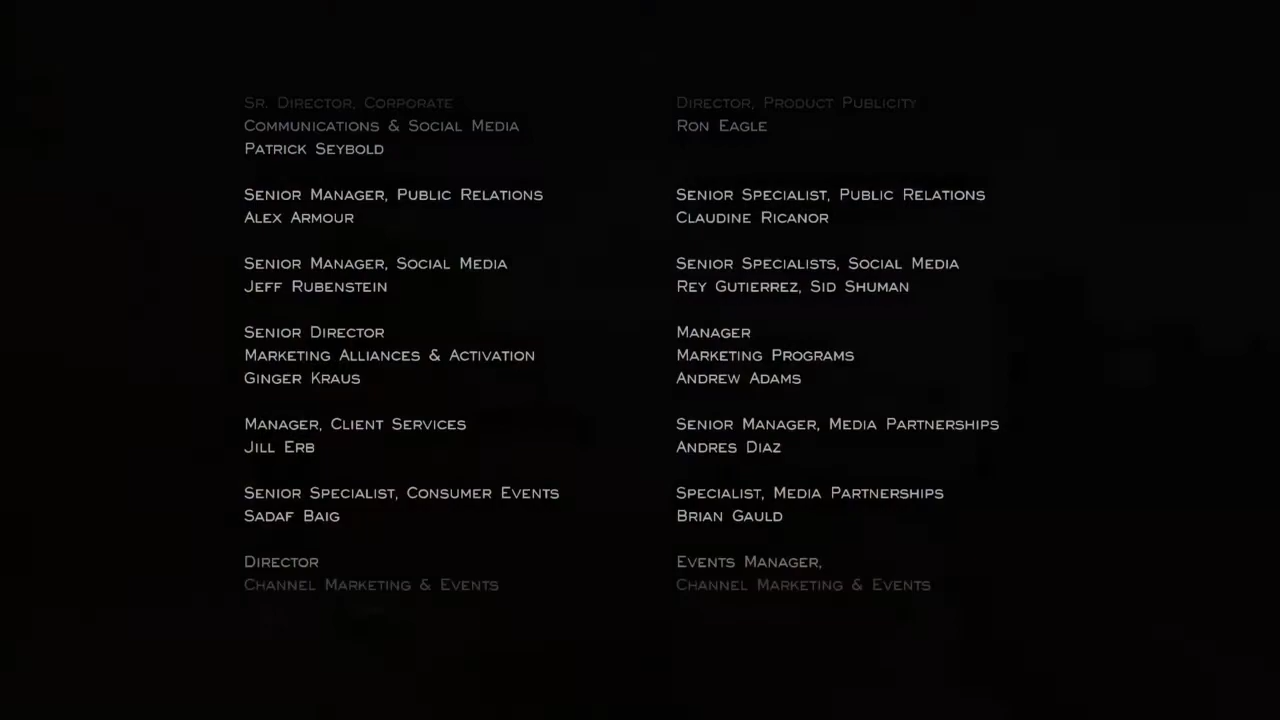 SR. DIRECTOR, CORPORATE
COMMUNICATIONS & SOCIAL MEDIA
PATRICK SEYBOLD
SENIOR MANAGER, PUBLIC RELATIONS
ALEX ARMOUR
SENIOR MANAGER, SOCIAL MEDIA
JEFF RUBENSTEIN
SENIOR DIRECTOR
MARKETING ALLIANCES & ACTIVATION
GINGER KRAUS
MANAGER, CLIENT SERVICES
JILL ERB
SENIOR SPECIALIST, CONSUMER EVENTS
SADAF BAIG
DIRECTOR
CHANNEL MARKETING & EVENTS
DIRECTOR, PRODUCT PUBLICITY
RON EAGLE
SENIOR SPECIALIST, PUBLIC RELATIONS
CLAUDINE RICANOR
SENIOR SPECIALISTS, SOCIAL MEDIA
REY GUTIERREZ, SID SHUMAN
MANAGER
MARKETING PROGRAMS
ANDREW ADAMS
SENIOR MANAGER, MEDIA PARTNERSHIPS
ANDRES DIAZ
SPECIALIST, MEDIA PARTNERSHIPS
BRIAN GAULD
EVENTS MANAGER,
CHANNEL MARKETING & EVENTS